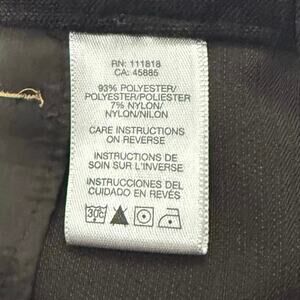 RN: 111818
CA: 45885
93% POLYESTER/
POLYESTER/POLIESTER
7% NYLON/
NYLON/NILON
CARE INSTRUCTIONS
ON REVERSE
INSTRUCTIONS DE
SOIN SUR L'INVERSE
INSTRUCCIONES DEL
CUIDADO EN REVÉS
30C